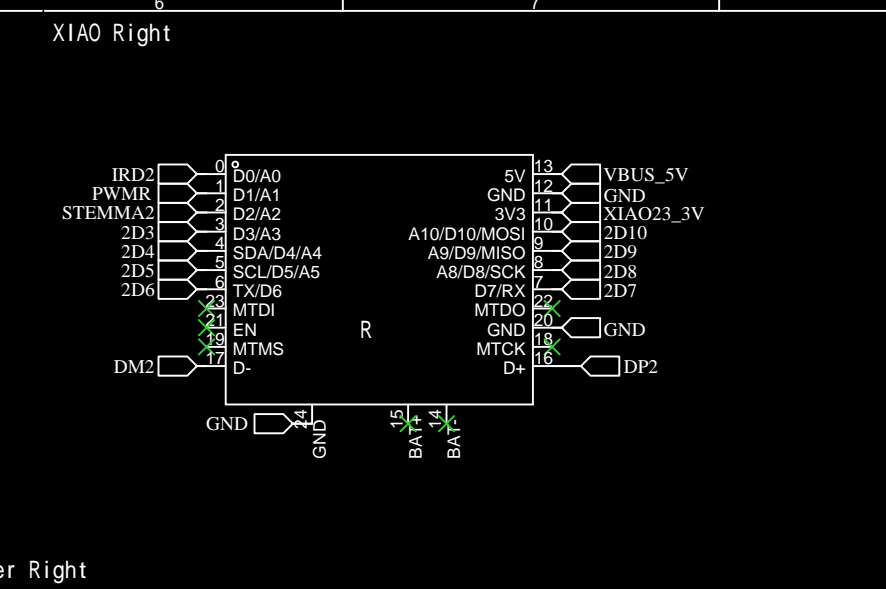 6 7
XIAO Right
IRD2 0 D0/A0 5V 13 VBUS_5V
PWMR 1 D1/A1 GND 12 GND
STEMMA2 2 D2/A2 3V3 11 XIAO23_3V
2D3 3 D3/A3 A10/D10/MOSI 10 2D10
2D4 4 SDA/D4/A4 A9/D9/MISO 9 2D9
2D5 5 SCL/D5/A5 A8/D8/SCK 8 2D8
2D6 6 TX/D6 D7/RX 7 2D7
23 MTDI MTDO 22
21 EN R GND 20 GND
19 MTMS MTCK 18
DM2 17 D- D+ 16 DP2
GND 24 GND 15 BAT+ 14 BAT-
er Right